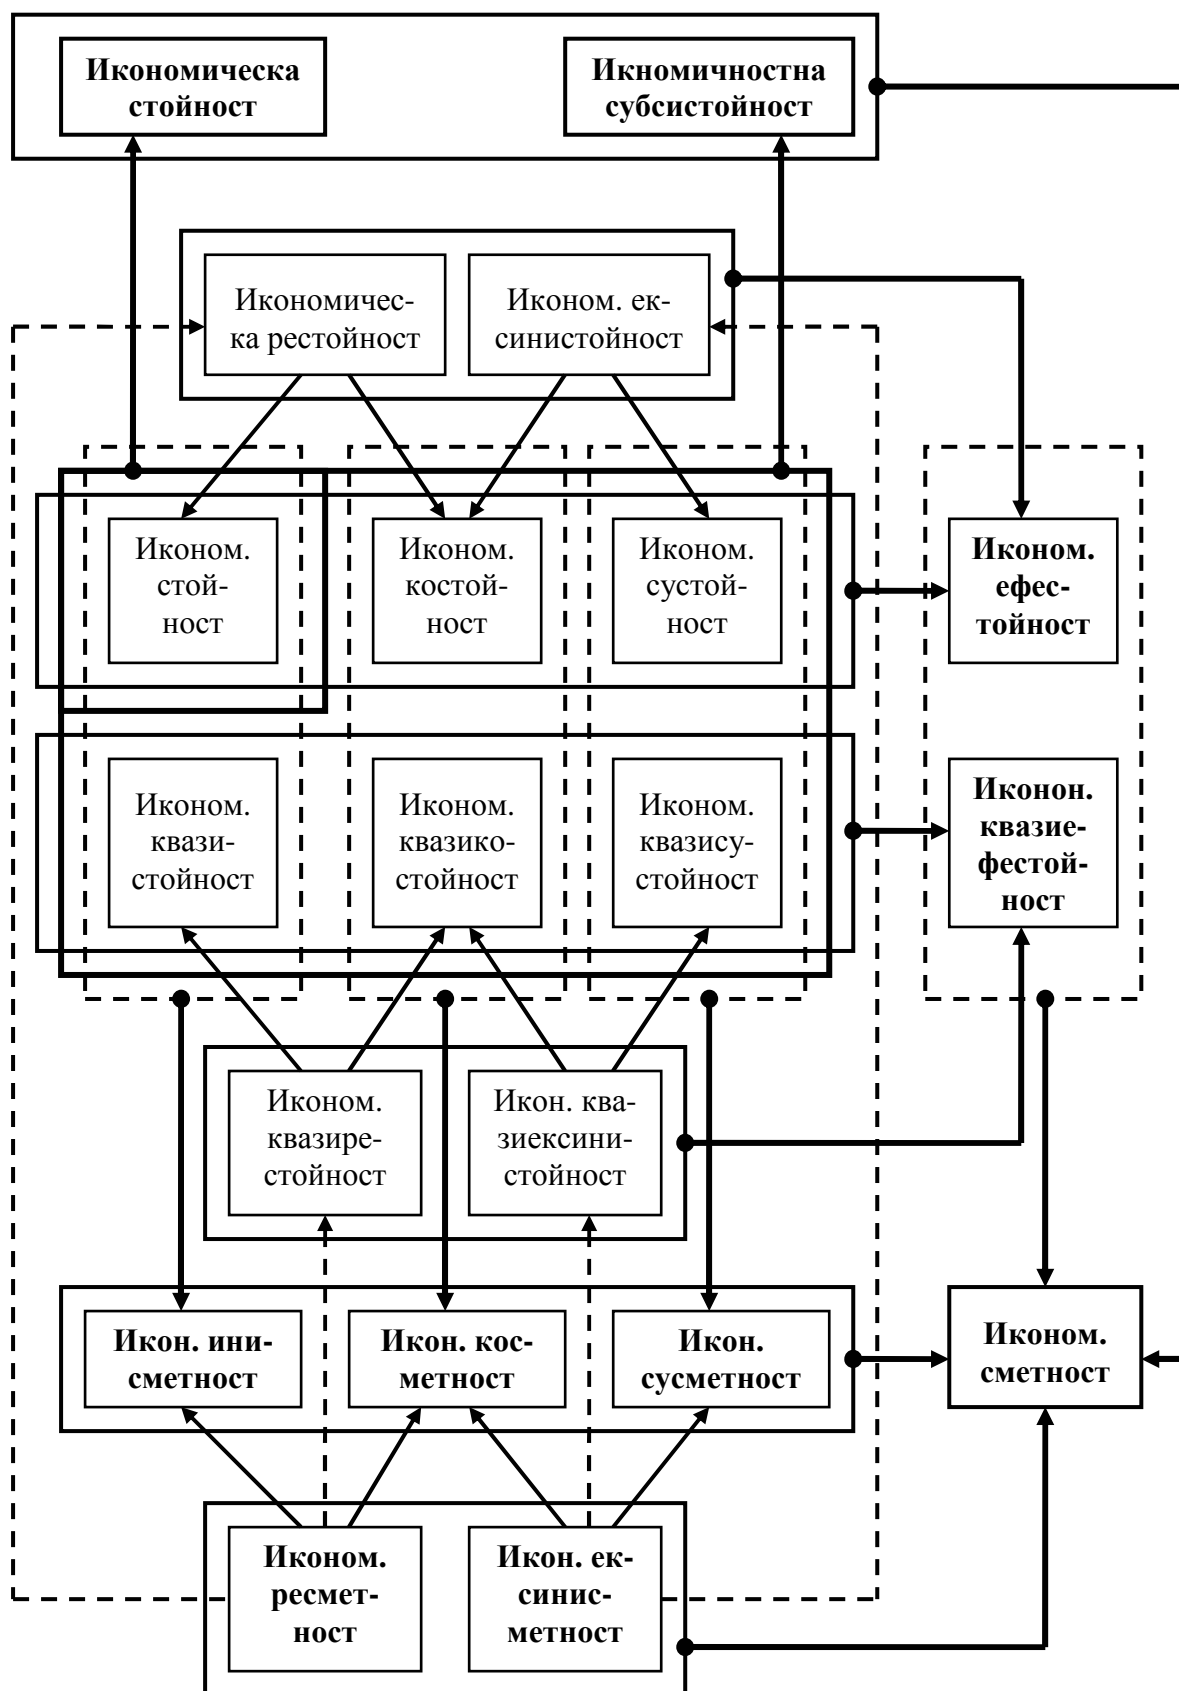 Икономическа
стойност
Икномичностна
субсистойност
Икономичес-
ка рестойност
Иконом. ек-
синистойност
Иконом.
стой-
ност
Иконом.
костой-
ност
Иконом.
сустой-
ност
Иконом.
ефес-
тойност
Иконом.
квази-
стойност
Иконом.
квазико-
стойност
Иконом.
квазису-
стойност
Иконон.
квазие-
фестой-
ност
Иконом.
квазире-
стойност
Икон. ква-
зиексини-
стойност
Икон. ини-
сметност
Икон. кос-
метност
Икон.
сусметност
Иконом.
сметност
Иконом.
ресмет-
ност
Икон. ек-
синис-
метност